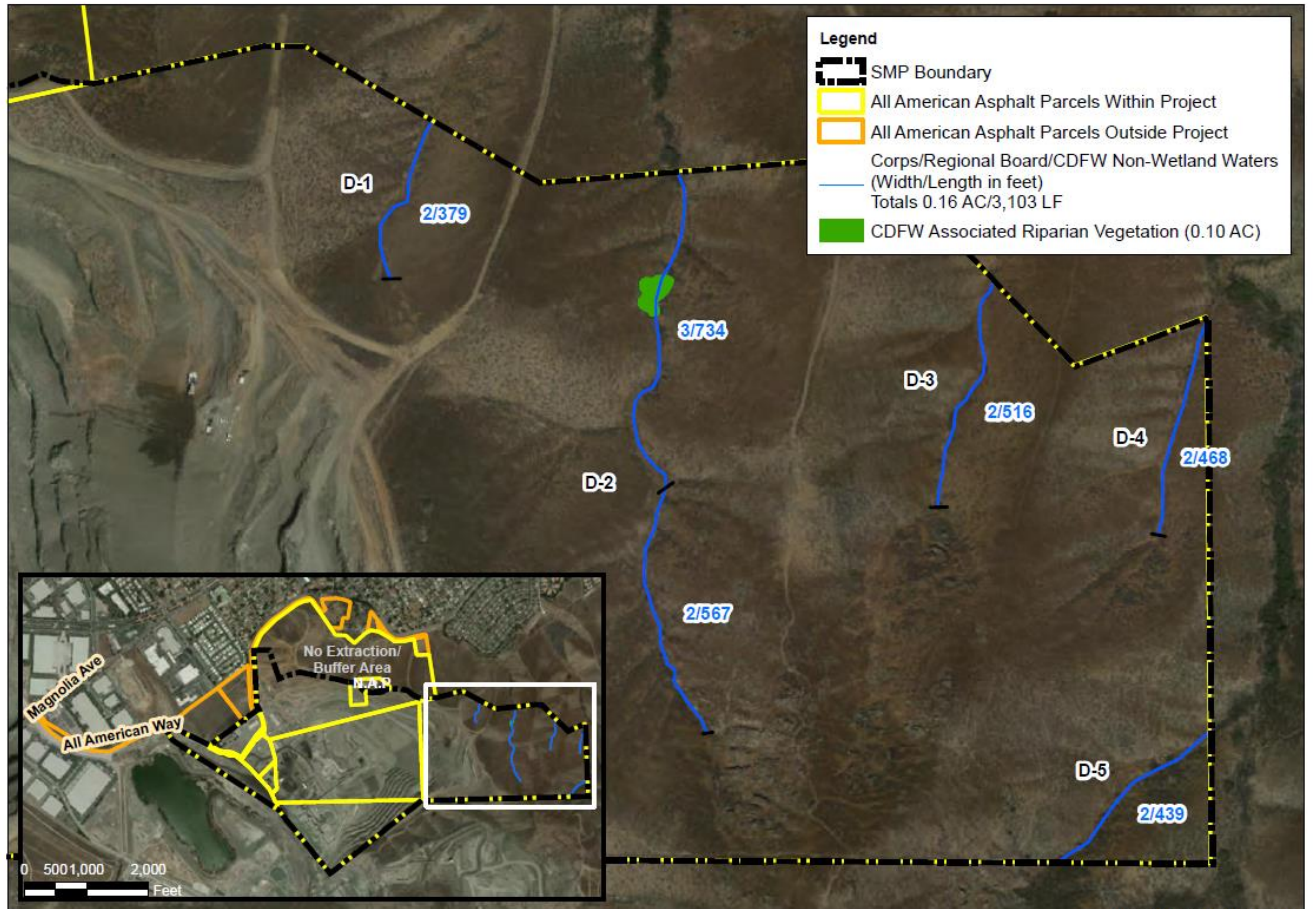 Legend
SMP Boundary
All American Asphalt Parcels Within Project
All American Asphalt Parcels Outside Project
Corps/Regional Board/CDFW Non-Wetland Waters
(Width/Length in feet)
Totals 0.16 AC/3,103 LF
CDFW Associated Riparian Vegetation (0.10 AC)
D-1
2/379
3/734
D-2
2/567
D-3
2/516
D-4
2/468
D-5
2/439
No Extraction/
Buffer Area
N.A.P
Magnolia Ave
All American Way
0 500 1,000 2,000
Feet